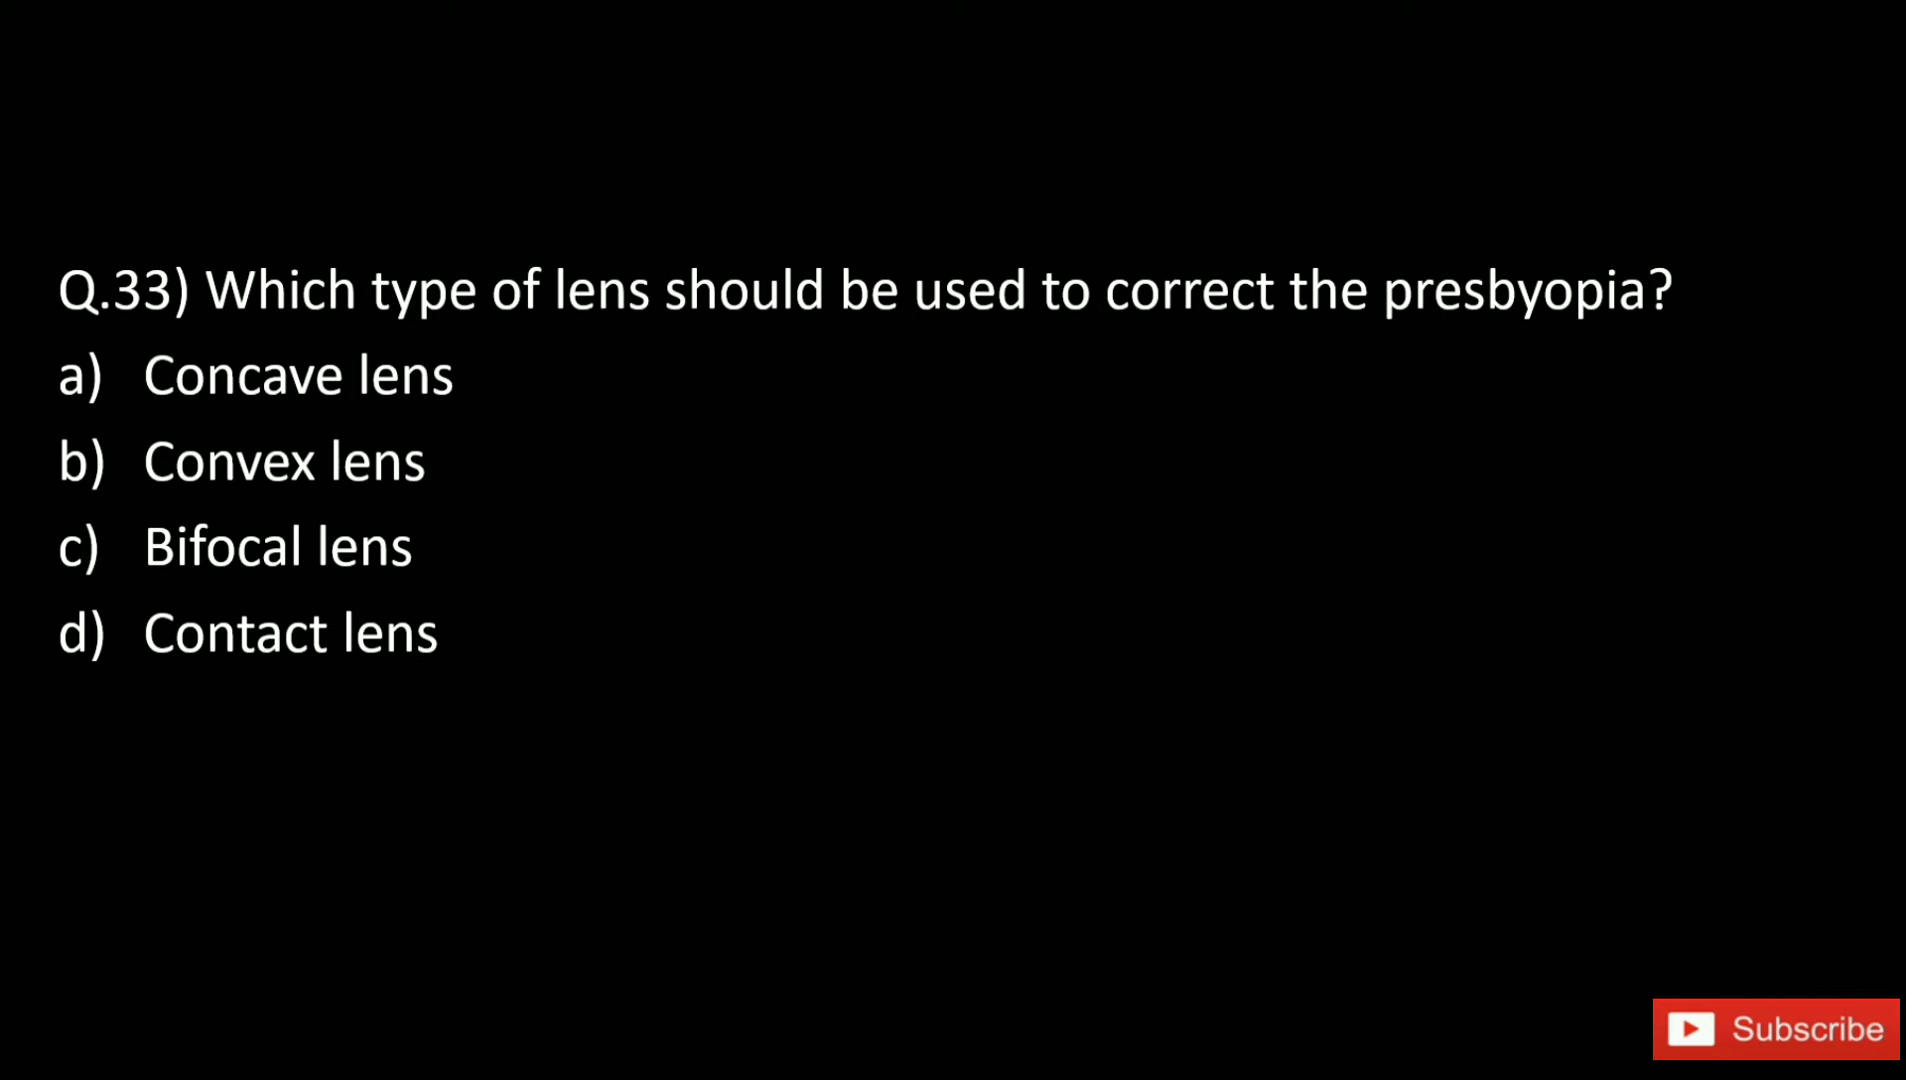 Q.33) Which type of lens should be used to correct the presbyopia?
a) Concave lens
b) Convex lens
c) Bifocal lens
d) Contact lens
Subscribe